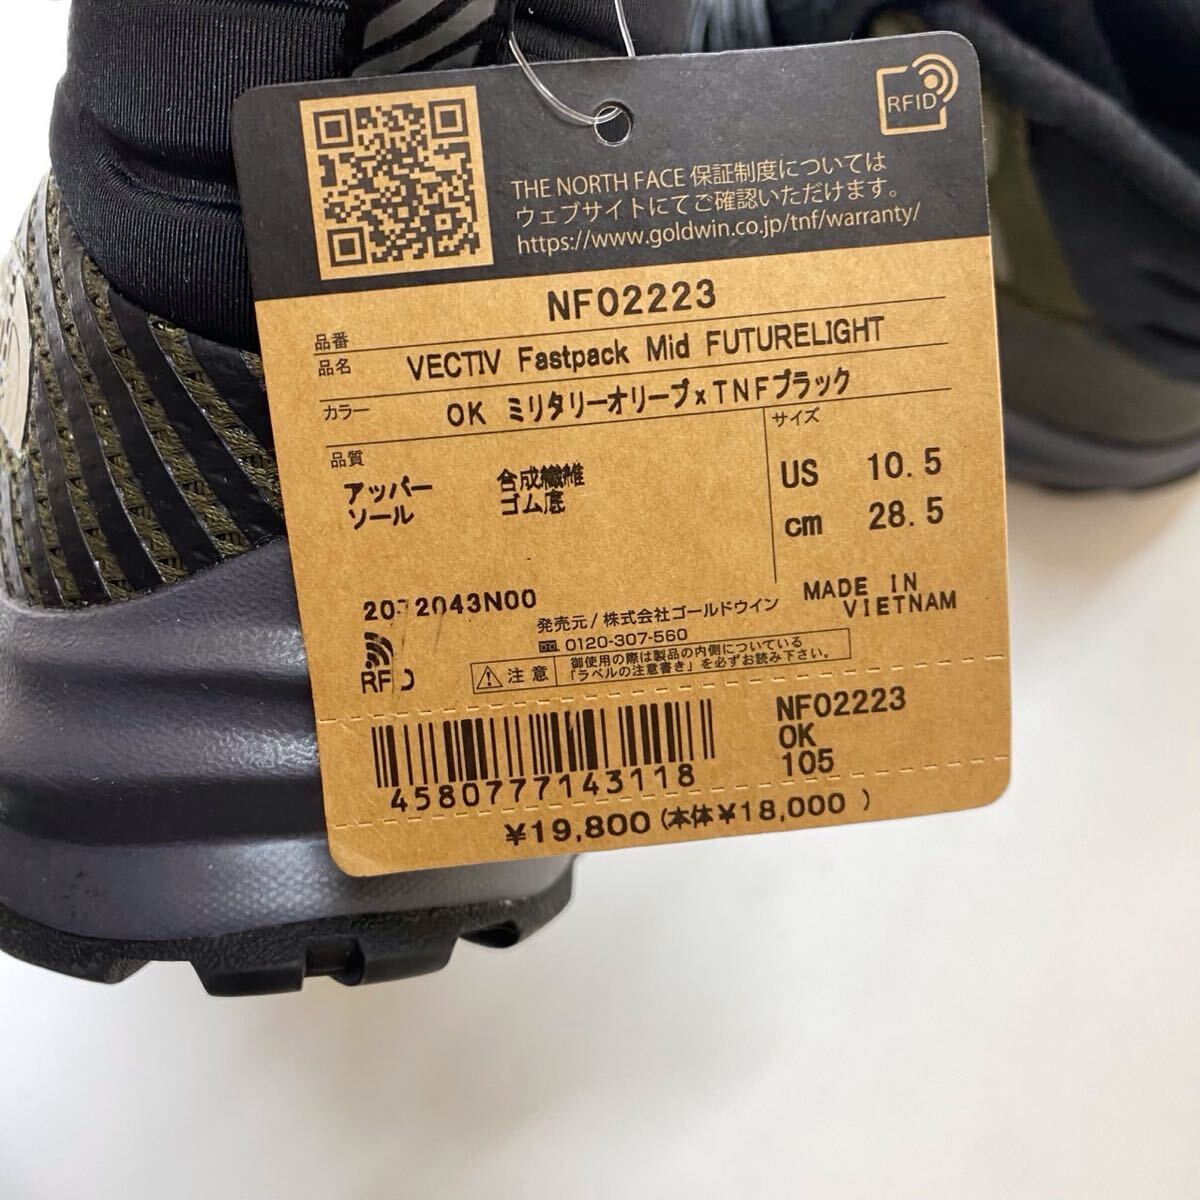 RFID
THE NORTH FACE 保証制度については
ウェブサイトにてご確認いただけます。
https://www.goldwin.co.jp/tnf/warranty/
品番 NF02223
品名 VECTIV Fastpack Mid FUTURELIGHT
カラー OK ミリタリーオリーブxTNFブラック
品質
アッパー 合成繊維
ソール ゴム底
サイズ
US 10.5
cm 28.5
MADE IN
VIETNAM
発売元/株式会社ゴールドウイン
0120-307-560
注意 御使用の際は製品の内側についている
「ラベルの注意書き」を必ずお読み下さい。
NF02223
OK
105
4580777143118
¥19,800(本体¥18,000 )